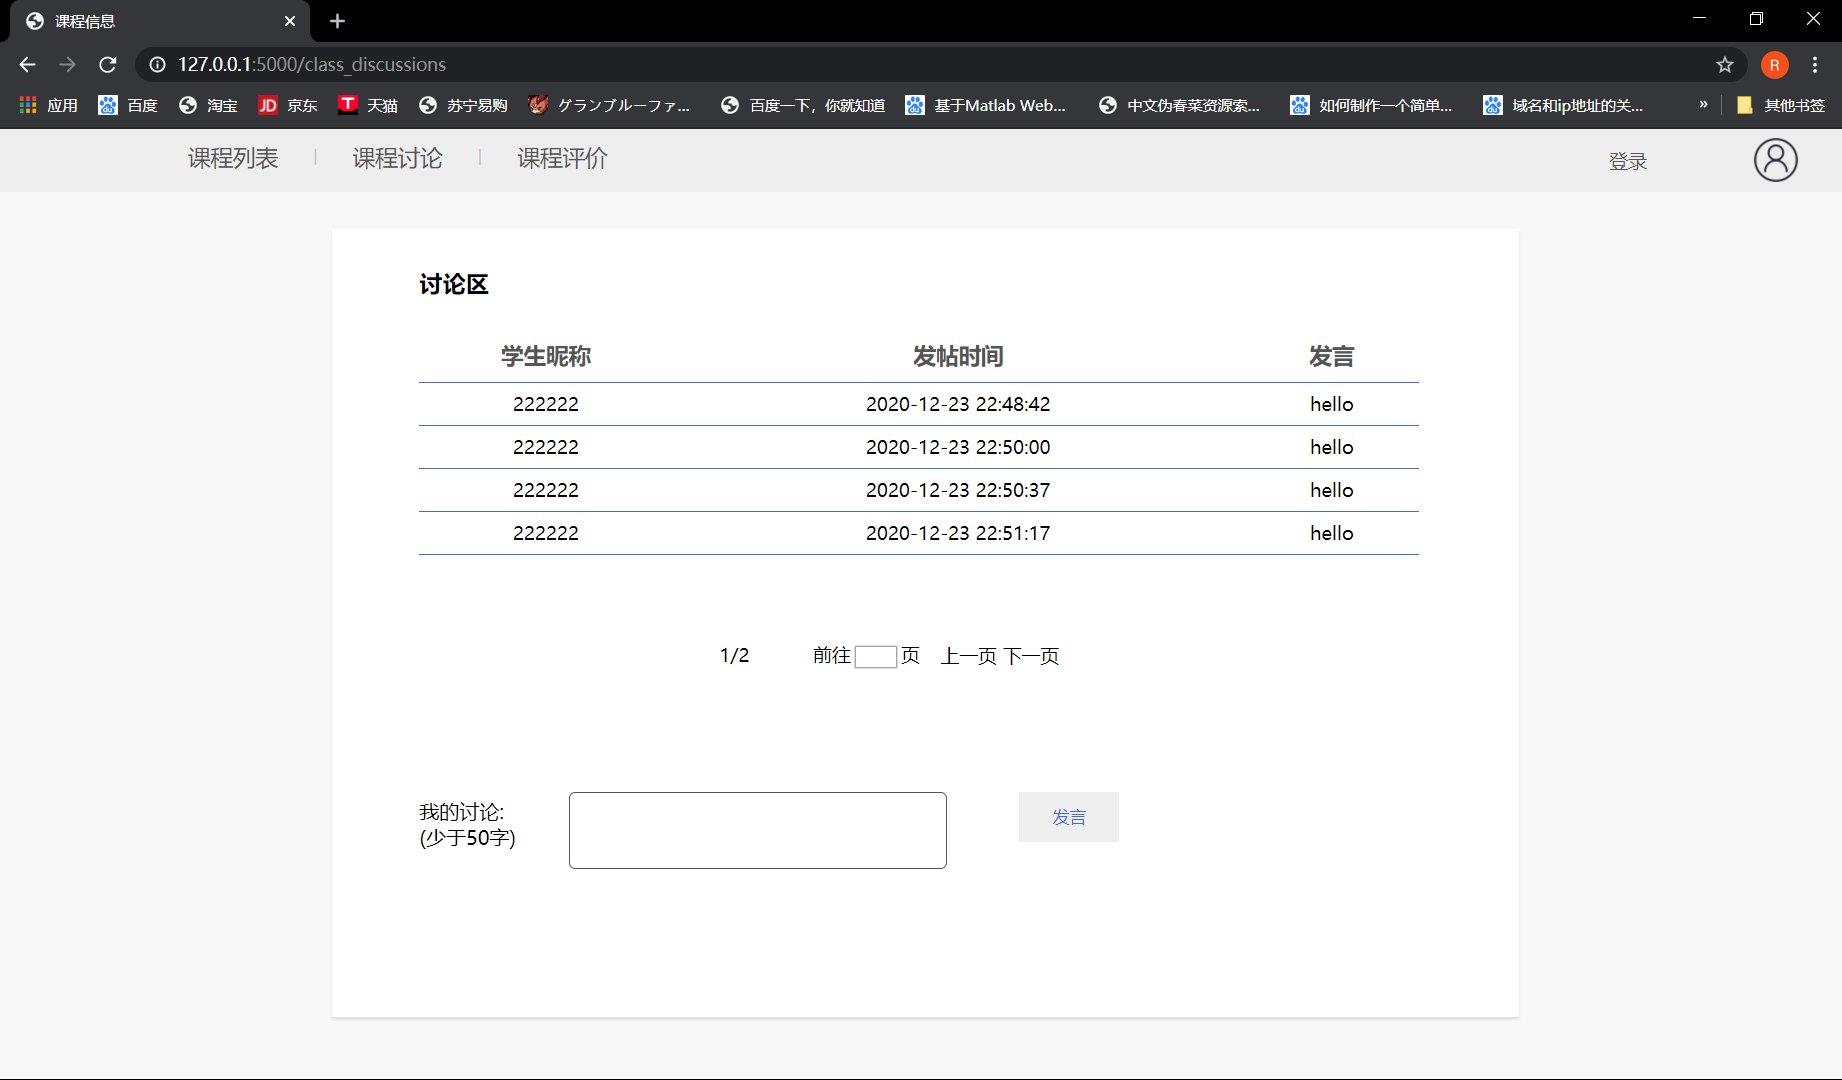 课程信息
127.0.0.1:5000/class_discussions
R
应用 百度 淘宝 JD 京东 T 天猫 苏宁易购 グランブルーファ... 百度一下，你就知道 基于Matlab Web... 中文伪春菜资源索... 如何制作一个简单... 域名和ip地址的关... » 其他书签
课程列表 | 课程讨论 | 课程评价 登录
讨论区
学生昵称 发帖时间 发言
222222 2020-12-23 22:48:42 hello
222222 2020-12-23 22:50:00 hello
222222 2020-12-23 22:50:37 hello
222222 2020-12-23 22:51:17 hello
1/2 前往 页 上一页 下一页
我的讨论:
(少于50字)
发言